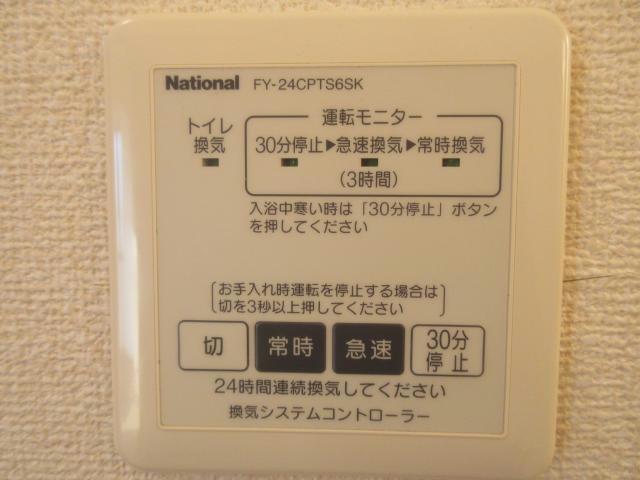 National FY-24CPTS6SK
トイレ
換気
運転モニター
30分停止▶急速換気▶常時換気
(3時間)
入浴中寒い時は「30分停止」ボタン
を押してください
お手入れ時運転を停止する場合は
切を3秒以上押してください
切
常時
急速
30分
停止
24時間連続換気してください
換気システムコントローラー